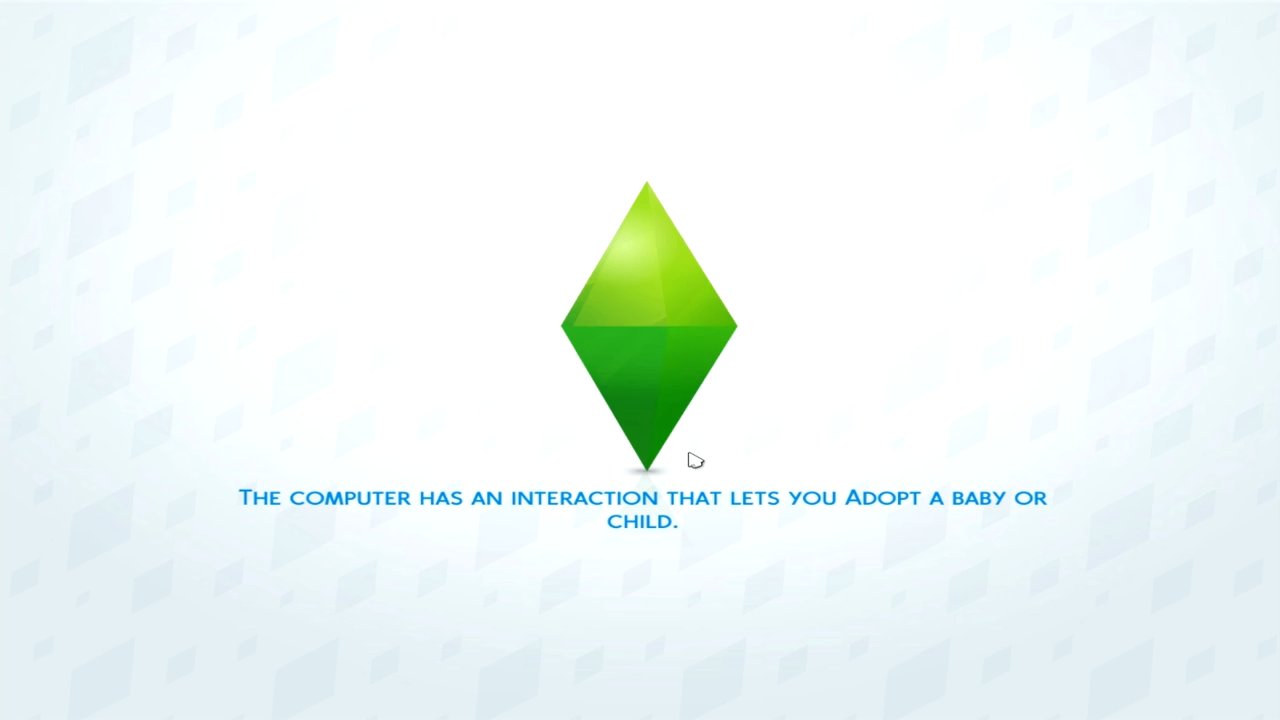 The computer has an interaction that lets you Adopt a baby or
child.